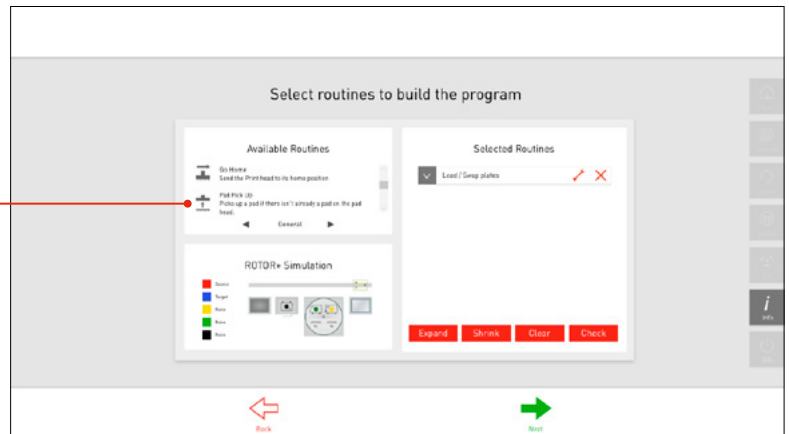 Select routines to build the program
Available Routines
Go Home
Send the Print head to its home position
Pad Pick Up
Picks up a pad if there isn't already a pad on the pad
head.
General
ROTOR+ Simulation
Source
Target
Selected Routines
Load / Swap plates
Expand
Shrink
Clear
Check
Info
Back
Next